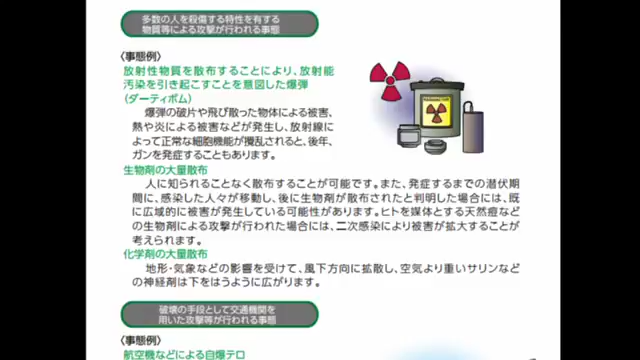 多数の人を殺傷する特性を有する
物質等による攻撃が行われる事態
〈事態例〉
放射性物質を散布することにより、放射能
汚染を引き起こすことを意図した爆弾
(ダーティボム)
爆弾の破片や飛び散った物体による被害、
熱や炎による被害などが発生し、放射線に
よって正常な細胞機能が攪乱されると、後年、
ガンを発症することもあります。
生物剤の大量散布
人に知られることなく散布することが可能です。また、発症するまでの潜伏期
間に、感染した人々が移動し、後に生物剤が散布されたと判明した場合には、既
に広域的に被害が発生している可能性があります。ヒトを媒体とする天然痘など
の生物剤による攻撃が行われた場合には、二次感染により被害が拡大することが
考えられます。
化学剤の大量散布
地形・気象などの影響を受けて、風下方向に拡散し、空気より重いサリンなど
の神経剤は下をはうように広がります。
破壊の手段として交通機関を
用いた攻撃等が行われる事態
〈事態例〉
航空機などによる自爆テロ